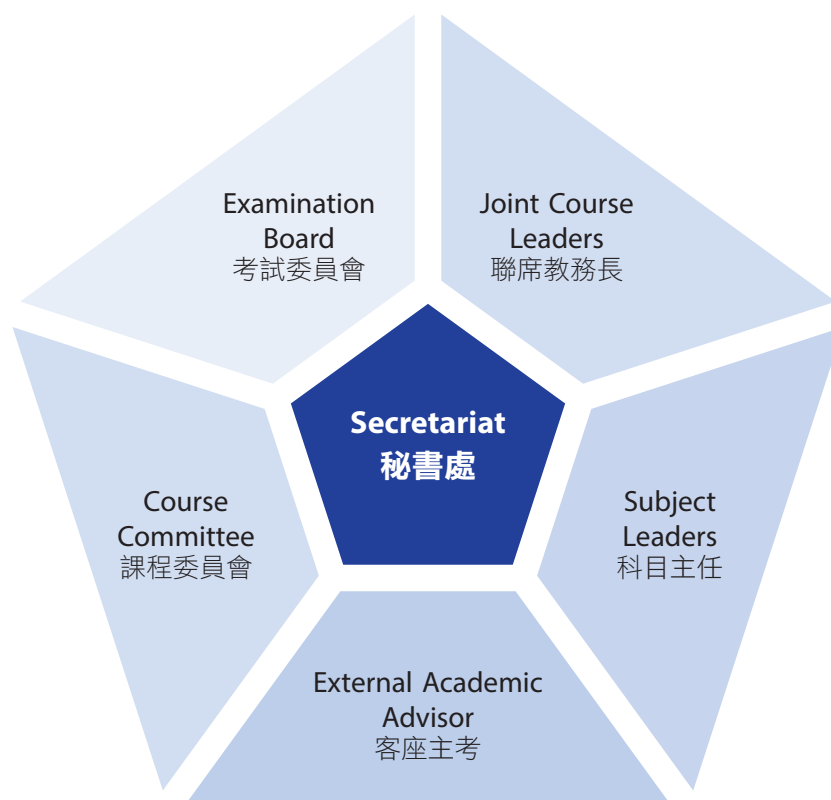 Examination
Board
考試委員會
Joint Course
Leaders
聯席教務長
Secretariat
秘書處
Course
Committee
課程委員會
Subject
Leaders
科目主任
External Academic
Advisor
客座主考